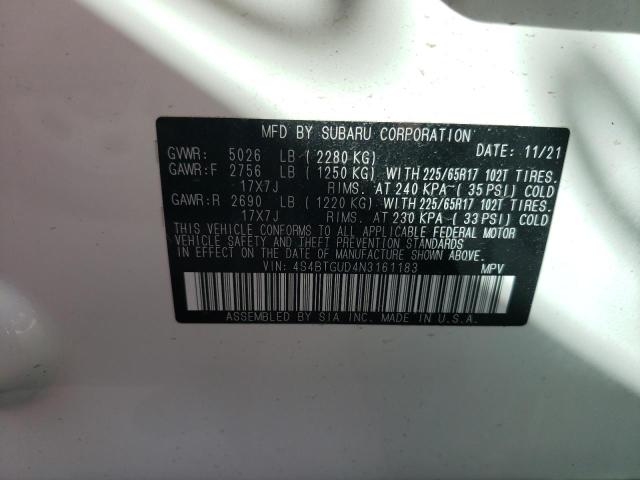 MFD BY SUBARU CORPORATION DATE: 11/21
GVWR: 5026 LB ( 2280 KG)
GAWR:F 2756 LB ( 1250 KG) WITH 225/65R17 102T TIRES.
17X7J RIMS. AT 240 KPA ( 35 PSI) COLD
GAWR:R 2690 LB ( 1220 KG) WITH 225/65R17 102T TIRES.
17X7J RIMS. AT 230 KPA ( 33 PSI) COLD
THIS VEHICLE CONFORMS TO ALL APPLICABLE FEDERAL MOTOR
VEHICLE SAFETY AND THEFT PREVENTION STANDARDS
IN EFFECT ON THE DATE OF MANUFACTURE SHOWN ABOVE.
VIN: 4S4BTGUD4N3161183 MPV
ASSEMBLED BY SIA INC. MADE IN U.S.A.